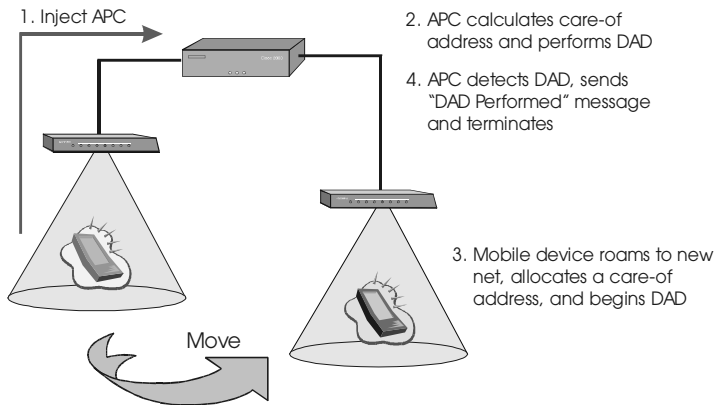 1. Inject APC
2. APC calculates care-of
address and performs DAD
4. APC detects DAD, sends
“DAD Performed” message
and terminates
3. Mobile device roams to new
net, allocates a care-of
address, and begins DAD
Move